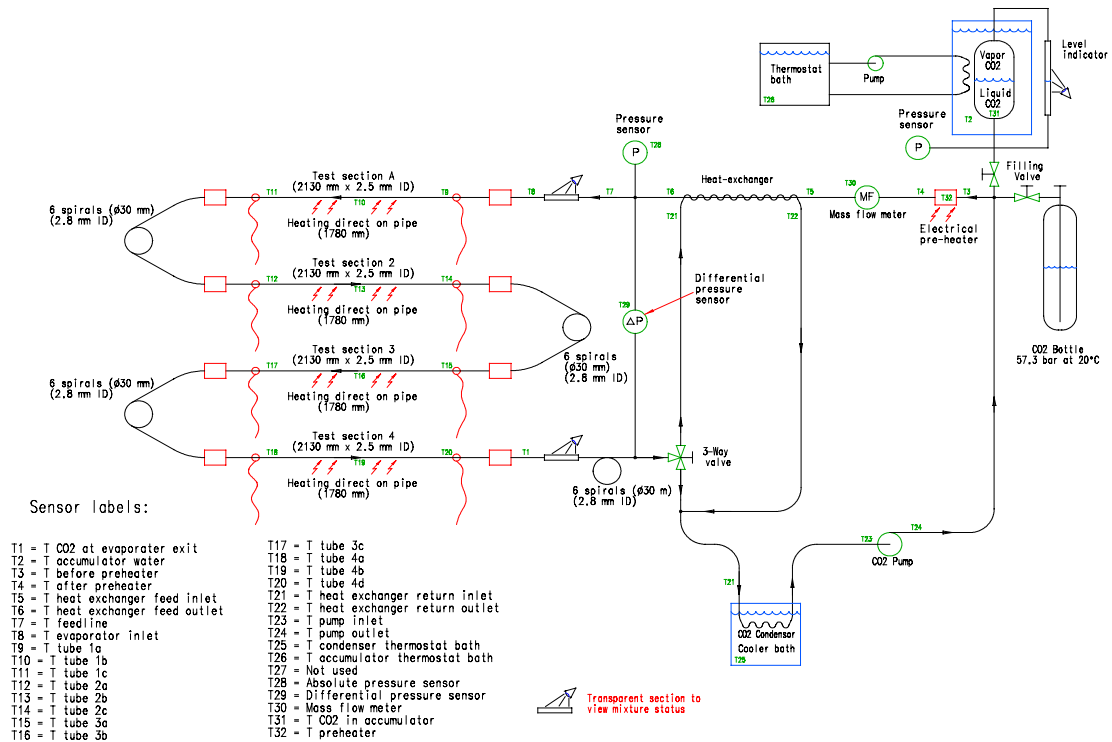 Thermostat
bath
T26
Pump
Vapor
CO2
Liquid
CO2
T31
T2
Level
indicator
Pressure
sensor
P
Pressure
sensor
P
T28
Filling
Valve
Test section A
(2130 mm x 2.5 mm ID)
T11
T10
T9
T8
T7
T6
Heat-exchanger
T5
T30
MF
Mass flow meter
T4
T32
T3
Electrical
pre-heater
Heating direct on pipe
(1780 mm)
T21
T22
6 spirals (ø30 mm)
(2.8 mm ID)
Test section 2
(2130 mm x 2.5 mm ID)
T12
T13
T14
Heating direct on pipe
(1780 mm)
Differential
pressure
sensor
T29
ΔP
CO2 Bottle
57,3 bar at 20°C
Test section 3
(2130 mm x 2.5 mm ID)
T17
T16
T15
Heating direct on pipe
(1780 mm)
6 spirals
(ø30 mm)
(2.8 mm ID)
6 spirals (ø30 mm)
(2.8 mm ID)
Test section 4
(2130 mm x 2.5 mm ID)
T18
T19
T20
T1
Heating direct on pipe
(1780 mm)
3-Way
valve
6 spirals (ø30 m)
(2.8 mm ID)
T23
T24
CO2 Pump
T21
CO2 Condensor
Cooler bath
T25
Sensor labels:
T1 = T CO2 at evaporater exit
T2 = T accumulator water
T3 = T before preheater
T4 = T after preheater
T5 = T heat exchanger feed inlet
T6 = T heat exchanger feed outlet
T7 = T feedline
T8 = T evaporator inlet
T9 = T tube 1a
T10 = T tube 1b
T11 = T tube 1c
T12 = T tube 2a
T13 = T tube 2b
T14 = T tube 2c
T15 = T tube 3a
T16 = T tube 3b
T17 = T tube 3c
T18 = T tube 4a
T19 = T tube 4b
T20 = T tube 4d
T21 = T heat exchanger return inlet
T22 = T heat exchanger return outlet
T23 = T pump inlet
T24 = T pump outlet
T25 = T condenser thermostat bath
T26 = T accumulator thermostat bath
T27 = Not used
T28 = Absolute pressure sensor
T29 = Differential pressure sensor
T30 = Mass flow meter
T31 = T CO2 in accumulator
T32 = T preheater
Transparent section to
view mixture status